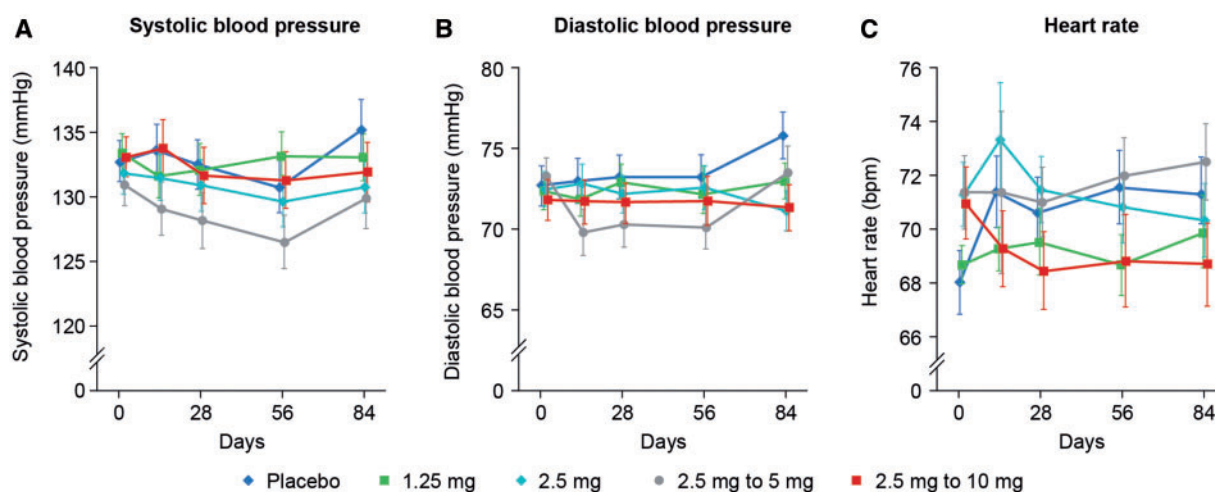 A Systolic blood pressure
Systolic blood pressure (mmHg)
140
135
130
125
120
0
0 28 56 84
Days
B Diastolic blood pressure
Diastolic blood pressure (mmHg)
80
75
70
65
0
0 28 56 84
Days
C Heart rate
Heart rate (bpm)
76
74
72
70
68
66
0
0 28 56 84
Days
Placebo 1.25 mg 2.5 mg 2.5 mg to 5 mg 2.5 mg to 10 mg